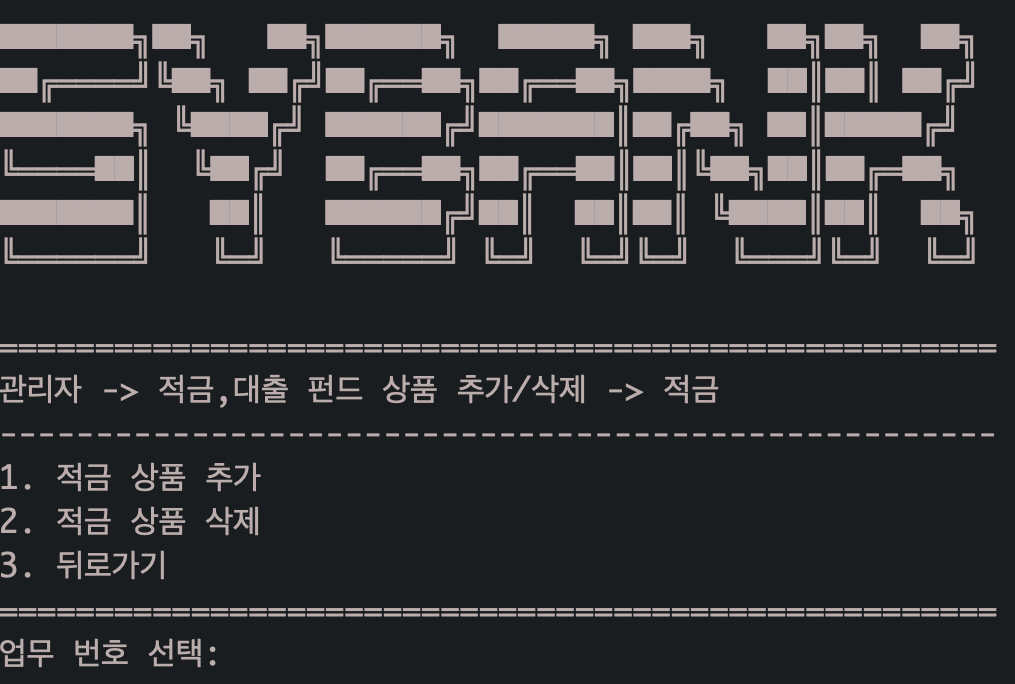 SYBANK
==================================================
관리자 -> 적금,대출 펀드 상품 추가/삭제 -> 적금
--------------------------------------------------
1. 적금 상품 추가
2. 적금 상품 삭제
3. 뒤로가기
==================================================
업무 번호 선택: